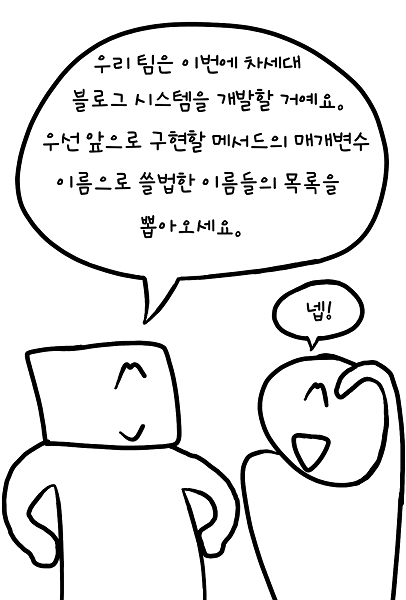 우리 팀은 이번에 차세대
블로그 시스템을 개발할 거예요.
우선 앞으로 구현할 메서드의 매개변수
이름으로 쓸법한 이름들의 목록을
뽑아오세요.
넵!